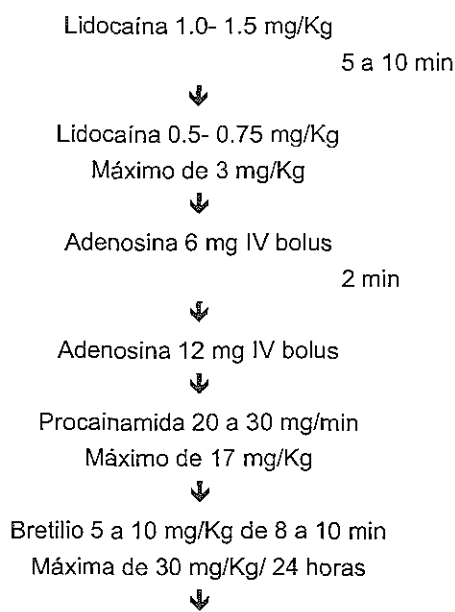 Lidocaína 1.0- 1.5 mg/Kg
5 a 10 min
Lidocaína 0.5- 0.75 mg/Kg
Máximo de 3 mg/Kg
Adenosina 6 mg IV bolus
2 min
Adenosina 12 mg IV bolus
Procainamida 20 a 30 mg/min
Máximo de 17 mg/Kg
Bretilio 5 a 10 mg/Kg de 8 a 10 min
Máxima de 30 mg/Kg/ 24 horas